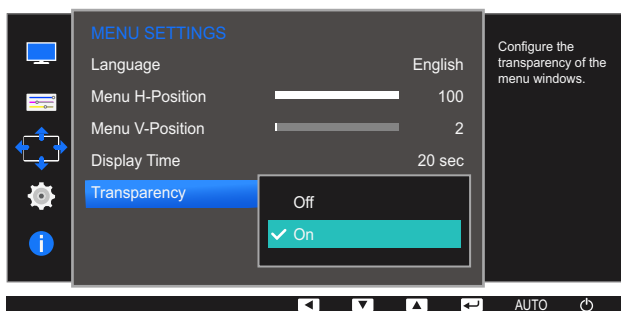 MENU SETTINGS
Language English
Menu H-Position 100
Menu V-Position 2
Display Time 20 sec
Transparency
Off
On
Configure the
transparency of the
menu windows.
AUTO